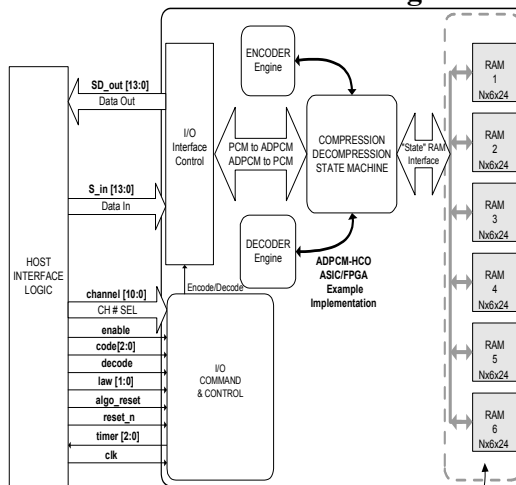 ENCODER
Engine
SD_out [13:0]
Data Out
I/O
Interface
Control
PCM to ADPCM
ADPCM to PCM
COMPRESSION
DECOMPRESSION
STATE MACHINE
"State" RAM
Interface
S_in [13:0]
Data In
DECODER
Engine
ADPCM-HCO
ASIC/FPGA
Example
Implementation
HOST
INTERFACE
LOGIC
Encode/Decode
channel [10:0]
CH # SEL
enable
code[2:0]
decode
law [1:0]
algo_reset
reset_n
timer [2:0]
clk
I/O
COMMAND
& CONTROL
RAM
1
Nx6x24
RAM
2
Nx6x24
RAM
3
Nx6x24
RAM
4
Nx6x24
RAM
5
Nx6x24
RAM
6
Nx6x24